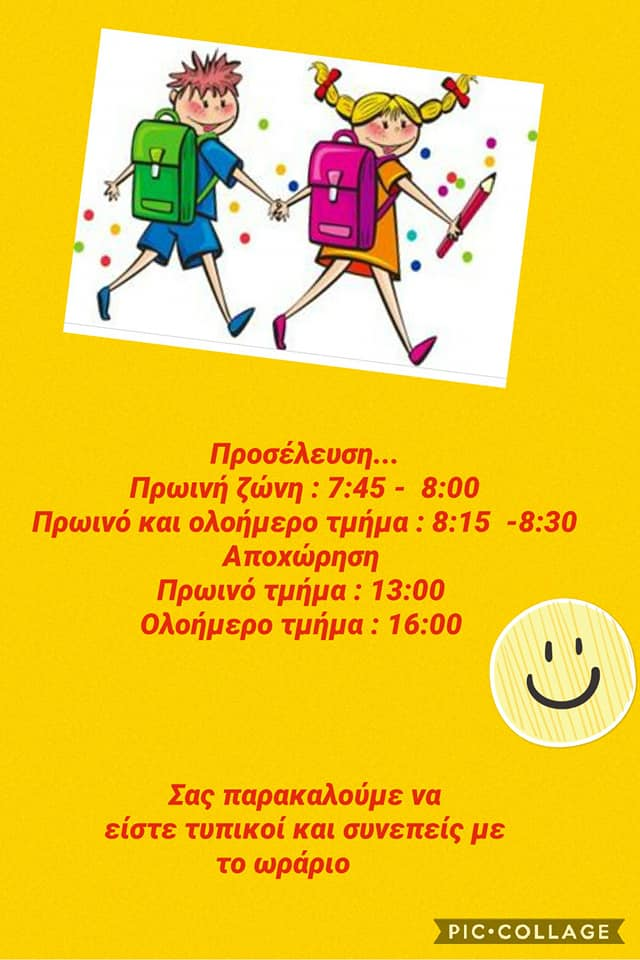 Προσέλευση...
Πρωινή ζώνη : 7:45 -  8:00
Πρωινό και ολοήμερο τμήμα : 8:15  -8:30
Αποχώρηση
Πρωινό τμήμα : 13:00
Ολοήμερο τμήμα : 16:00
Σας παρακαλούμε να
είστε τυπικοί και συνεπείς με
το ωράριο
PIC•COLLAGE